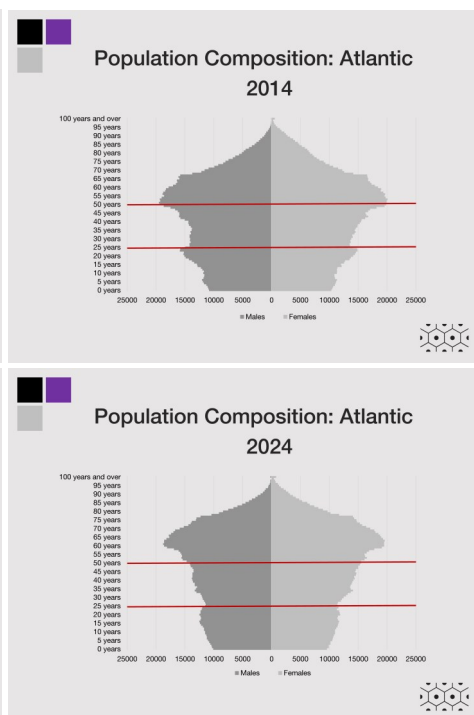 Population Composition: Atlantic
2014
100 years and over
95 years
90 years
85 years
80 years
75 years
70 years
65 years
60 years
55 years
50 years
45 years
40 years
35 years
30 years
25 years
20 years
15 years
10 years
5 years
0 years
25000 20000 15000 10000 5000 0 5000 10000 15000 20000 25000
Males Females
Population Composition: Atlantic
2024
100 years and over
95 years
90 years
85 years
80 years
75 years
70 years
65 years
60 years
55 years
50 years
45 years
40 years
35 years
30 years
25 years
20 years
15 years
10 years
5 years
0 years
25000 20000 15000 10000 5000 0 5000 10000 15000 20000 25000
Males Females